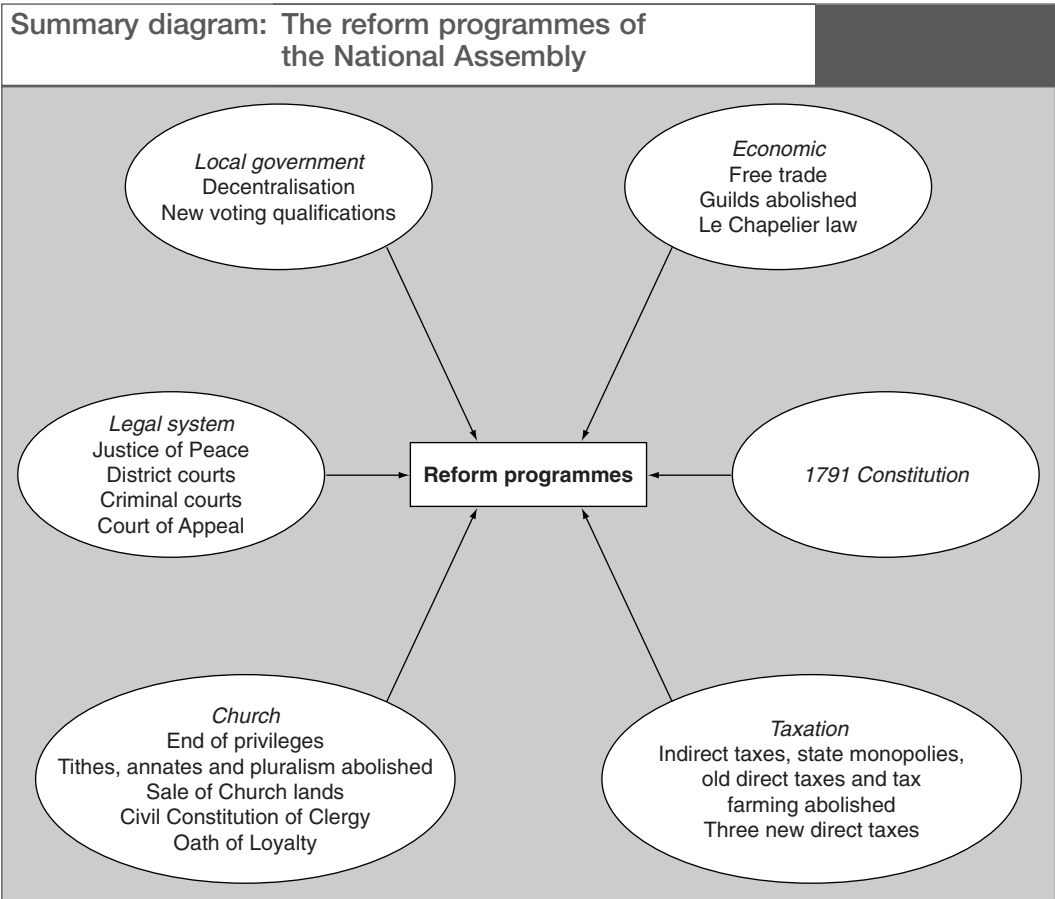 Summary diagram: The reform programmes of
the National Assembly
Local government
Decentralisation
New voting qualifications
Economic
Free trade
Guilds abolished
Le Chapelier law
Legal system
Justice of Peace
District courts
Criminal courts
Court of Appeal
Reform programmes
1791 Constitution
Church
End of privileges
Tithes, annates and pluralism abolished
Sale of Church lands
Civil Constitution of Clergy
Oath of Loyalty
Taxation
Indirect taxes, state monopolies,
old direct taxes and tax
farming abolished
Three new direct taxes